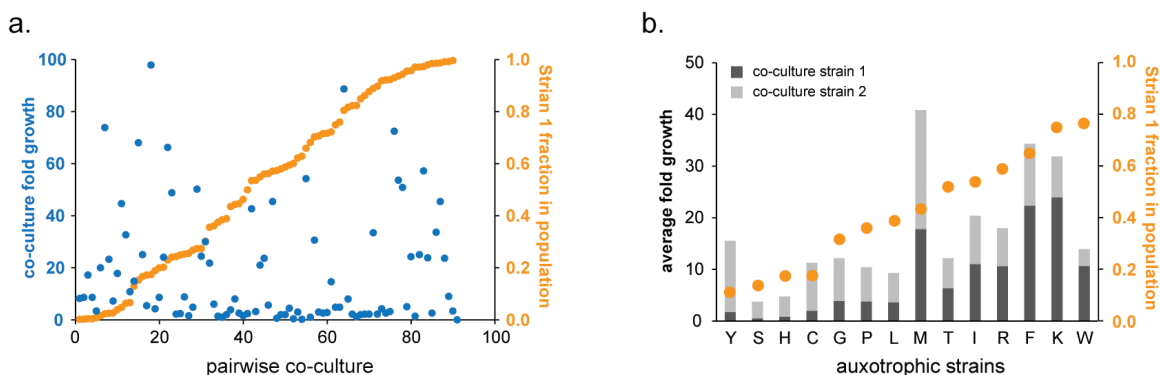 a.
co-culture fold growth
100
80
60
40
20
0
0 20 40 60 80 100
pairwise co-culture
1.0
0.8
0.6
0.4
0.2
0.0
Strian 1 fraction in population
b.
average fold growth
50
40
30
20
10
0
co-culture strain 1
co-culture strain 2
Y S H C G P L M T I R F K W
auxotrophic strains
1.0
0.8
0.6
0.4
0.2
0.0
Strian 1 fraction in population